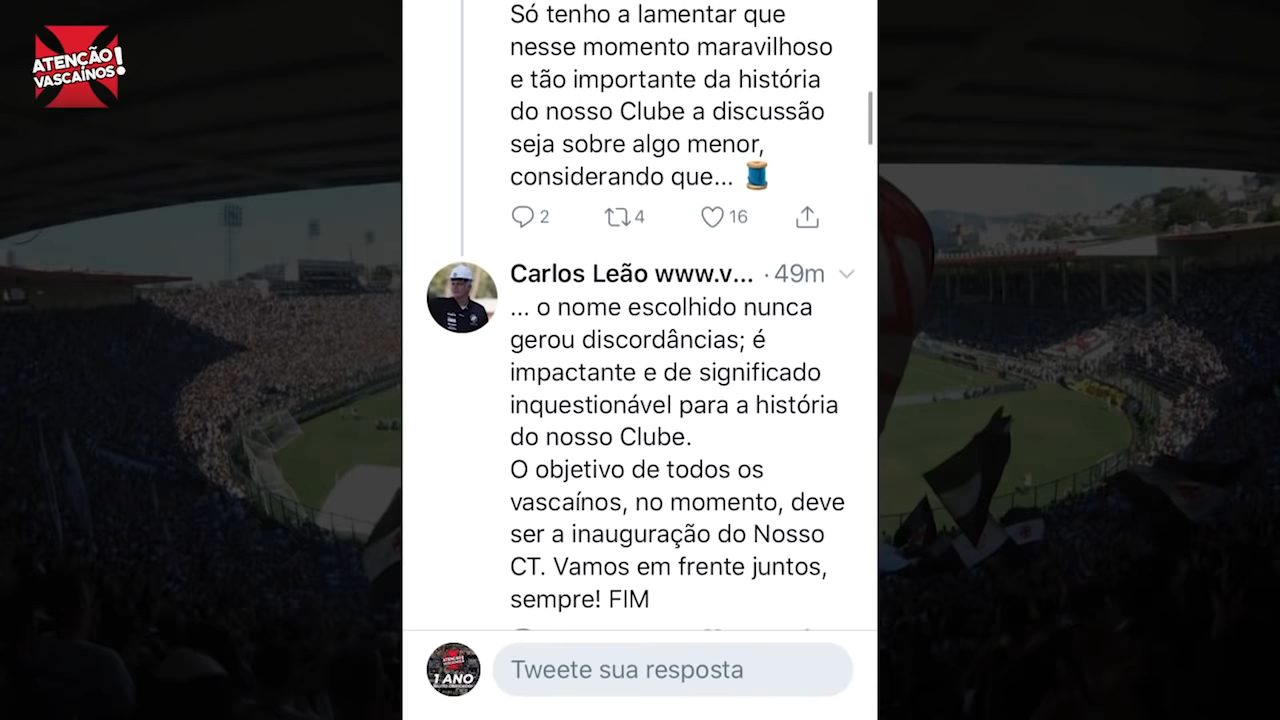 ATENÇÃO
VASCAÍNOS!
Só tenho a lamentar que
nesse momento maravilhoso
e tão importante da história
do nosso Clube a discussão
seja sobre algo menor,
considerando que... 🧵
2 4 16
Carlos Leão www.v... · 49m
... o nome escolhido nunca
gerou discordâncias; é
impactante e de significado
inquestionável para a história
do nosso Clube.
O objetivo de todos os
vascaínos, no momento, deve
ser a inauguração do Nosso
CT. Vamos em frente juntos,
sempre! FIM
ATENÇÃO
VASCAÍNOS!
1 ANO
Tweete sua resposta